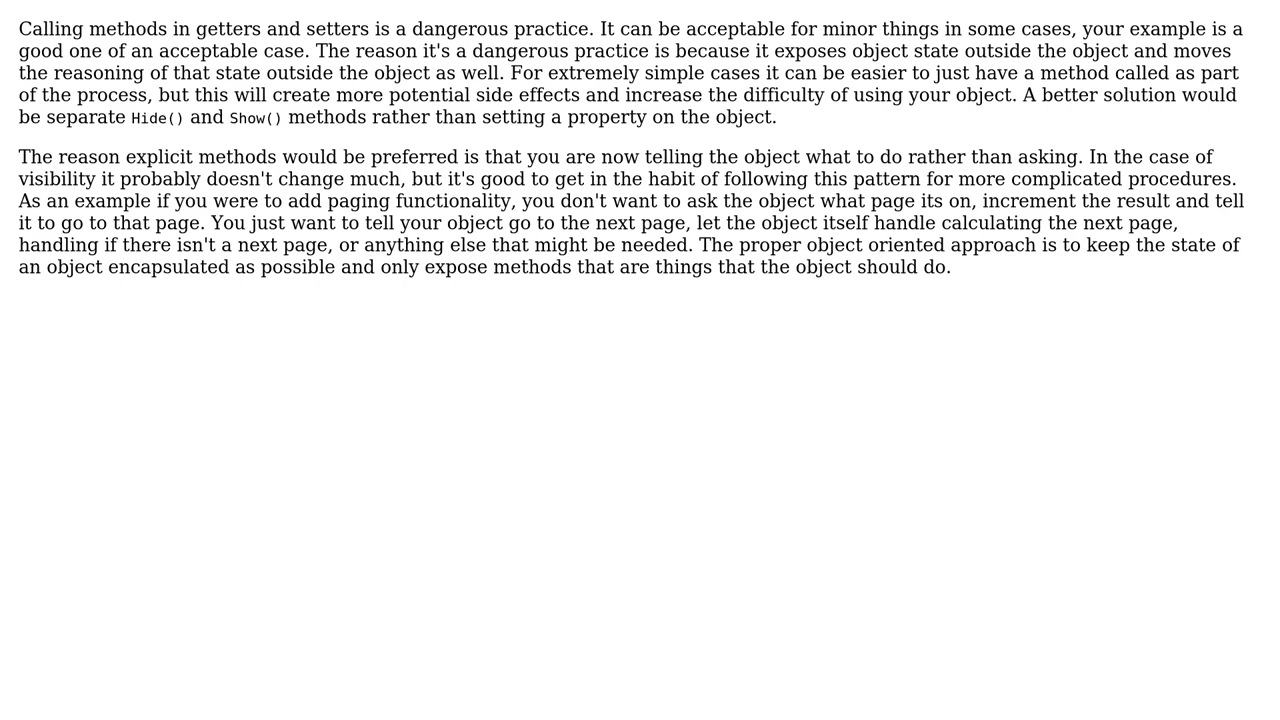 Calling methods in getters and setters is a dangerous practice. It can be acceptable for minor things in some cases, your example is a
good one of an acceptable case. The reason it's a dangerous practice is because it exposes object state outside the object and moves
the reasoning of that state outside the object as well. For extremely simple cases it can be easier to just have a method called as part
of the process, but this will create more potential side effects and increase the difficulty of using your object. A better solution would
be separate Hide() and Show() methods rather than setting a property on the object.
The reason explicit methods would be preferred is that you are now telling the object what to do rather than asking. In the case of
visibility it probably doesn't change much, but it's good to get in the habit of following this pattern for more complicated procedures.
As an example if you were to add paging functionality, you don't want to ask the object what page its on, increment the result and tell
it to go to that page. You just want to tell your object go to the next page, let the object itself handle calculating the next page,
handling if there isn't a next page, or anything else that might be needed. The proper object oriented approach is to keep the state of
an object encapsulated as possible and only expose methods that are things that the object should do.